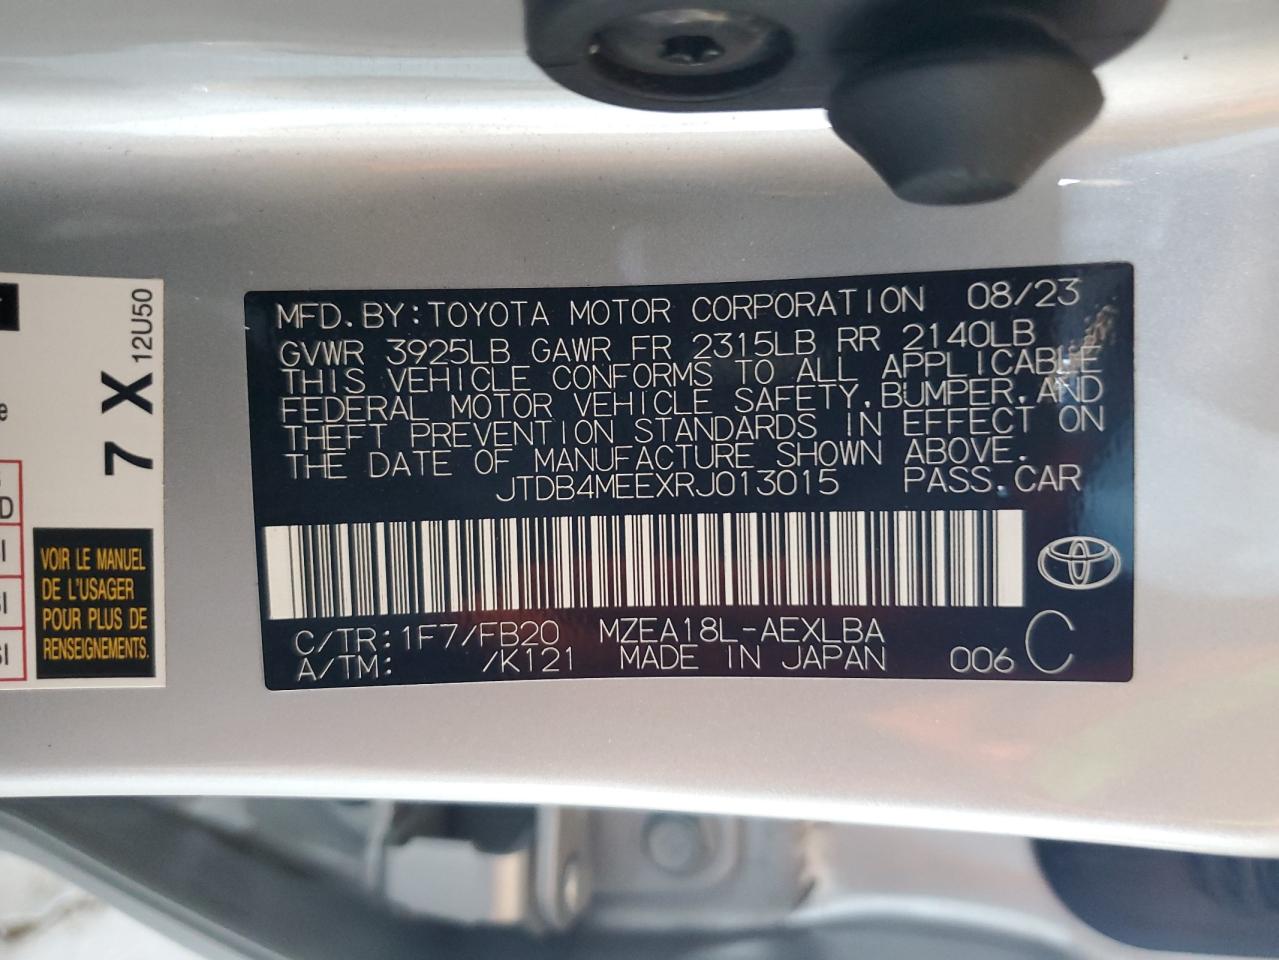 MFD. BY: TOYOTA MOTOR CORPORATION 08/23
GVWR 3925LB GAWR FR 2315LB RR 2140LB
THIS VEHICLE CONFORMS TO ALL APPLICABLE
FEDERAL MOTOR VEHICLE SAFETY, BUMPER, AND
THEFT PREVENTION STANDARDS IN EFFECT ON
THE DATE OF MANUFACTURE SHOWN ABOVE.
JTDB4MEEXRJ013015 PASS. CAR
C/TR: 1F7/FB20 MZEA18L-AEXLBA
A/TM: /K121 MADE IN JAPAN 006 C
7 X 12U50
VOIR LE MANUEL
DE L'USAGER
POUR PLUS DE
RENSEIGNEMENTS.